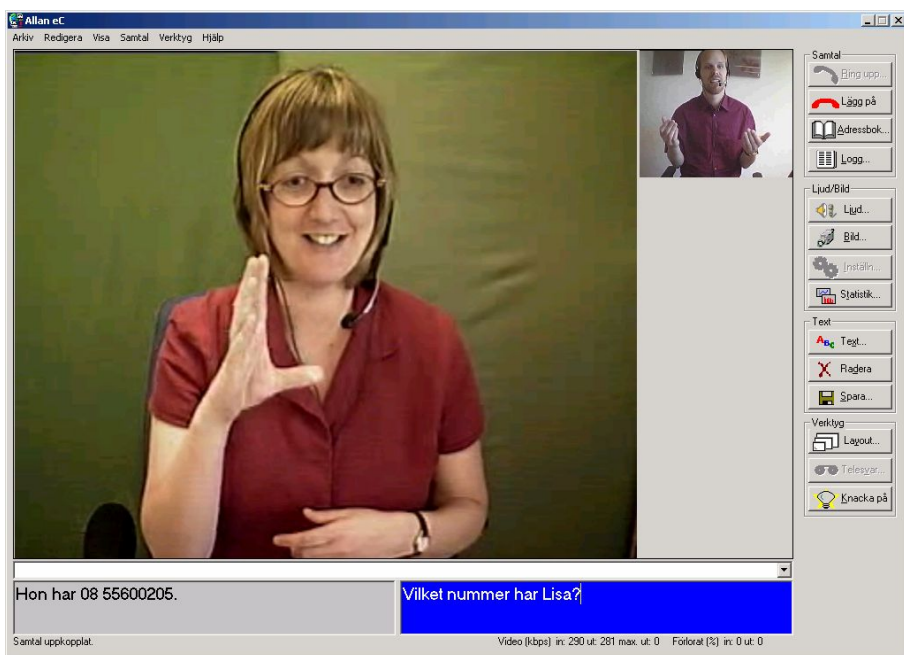 Allan eC
Arkiv Redigera Visa Samtal Verktyg Hjälp
Samtal
Ring upp...
Lägg på
Adressbok...
Logg...
Ljud/Bild
Ljud...
Bild...
Inställn...
Statistik...
Text
ABC Text...
Radera
Spara...
Verktyg
Layout...
Telesvar...
Knacka på
Hon har 08 55600205.
Vilket nummer har Lisa?
Samtal uppkopplat.
Video (kbps) in: 290 ut: 281 max. ut: 0 Förlorat (%) in: 0 ut: 0